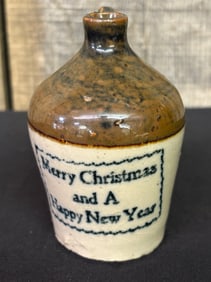 Merry Christmas
and A
Happy New Year